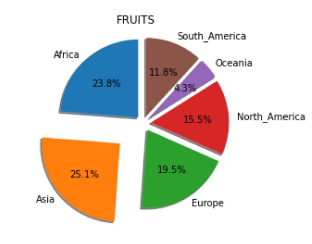 FRUITS
South_America
Africa
Oceania
11.8%
23.8%
4.3%
15.5%
North_America
25.1%
19.5%
Asia
Europe